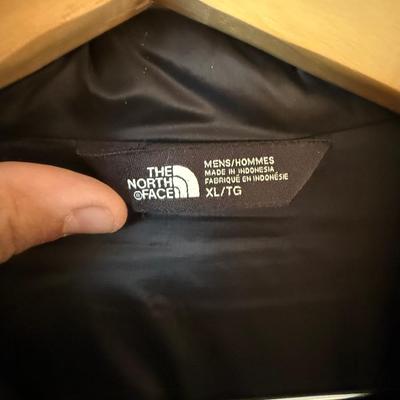 THE
NORTH
®FACE
MENS/HOMMES
MADE IN INDONESIA
FABRIQUÉ EN INDONÉSIE
XL/TG